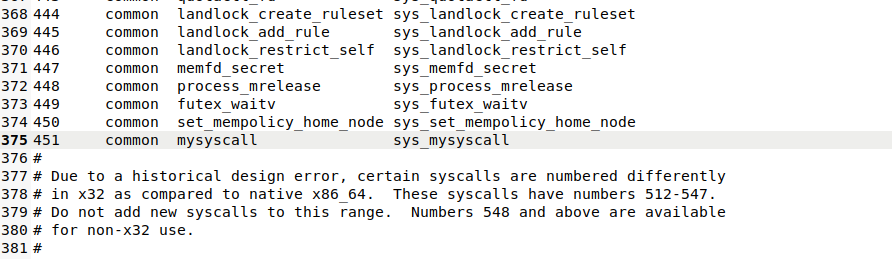 368 444 common landlock_create_ruleset sys_landlock_create_ruleset
369 445 common landlock_add_rule sys_landlock_add_rule
370 446 common landlock_restrict_self sys_landlock_restrict_self
371 447 common memfd_secret sys_memfd_secret
372 448 common process_mrelease sys_process_mrelease
373 449 common futex_waitv sys_futex_waitv
374 450 common set_mempolicy_home_node sys_set_mempolicy_home_node
375 451 common mysyscall sys_mysyscall
376 #
377 # Due to a historical design error, certain syscalls are numbered differently
378 # in x32 as compared to native x86_64. These syscalls have numbers 512-547.
379 # Do not add new syscalls to this range. Numbers 548 and above are available
380 # for non-x32 use.
381 #